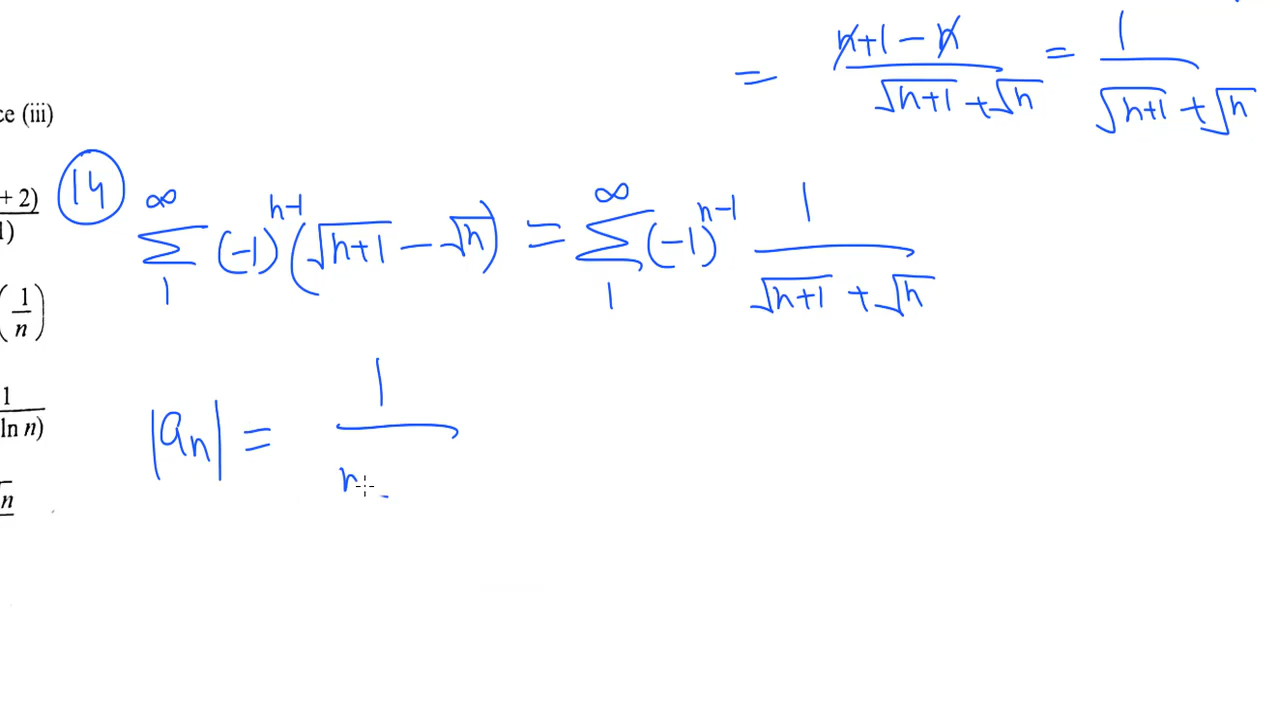 = n+1 − n / √n+1 + √n = 1 / √n+1 + √n
ce (iii)
+ 2)
1)
(1/n)
1
ln n)
√n
14 ∞ Σ 1 (-1)^n-1 (√n+1 − √n) = ∞ Σ 1 (-1)^n-1 1 / √n+1 + √n
|an| = 1 / n